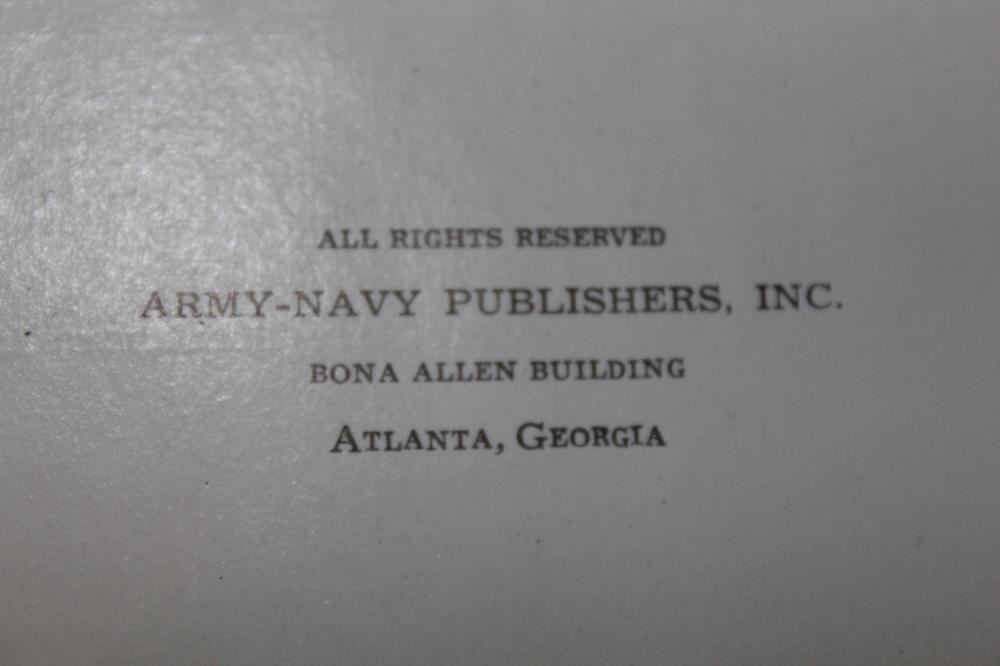 ALL RIGHTS RESERVED
ARMY-NAVY PUBLISHERS, INC.
BONA ALLEN BUILDING
ATLANTA, GEORGIA